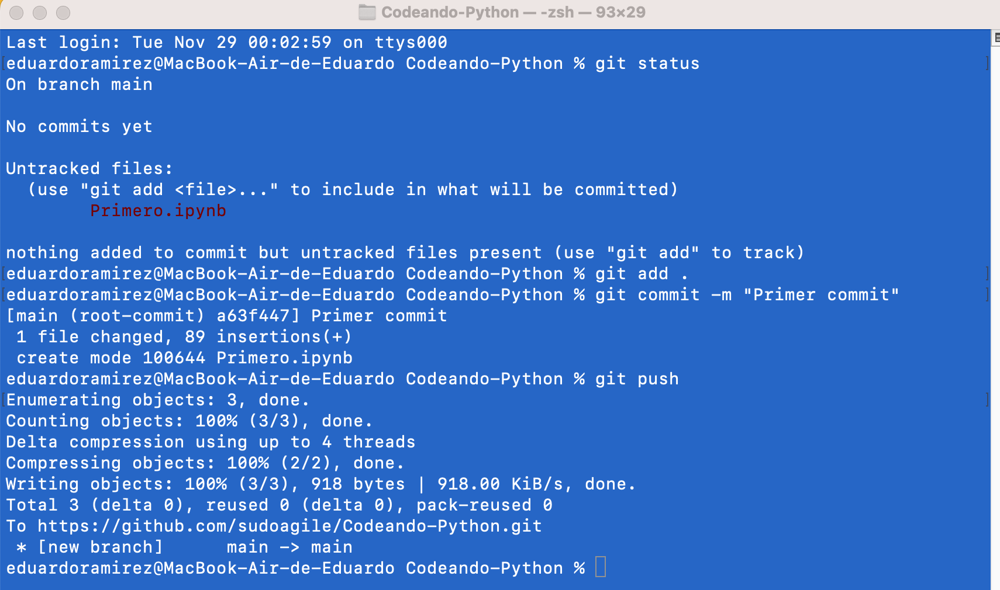 Codeando-Python — -zsh — 93×29
Last login: Tue Nov 29 00:02:59 on ttys000
[eduardoramirez@MacBook-Air-de-Eduardo Codeando-Python % git status ]
On branch main
No commits yet
Untracked files:
(use "git add <file>..." to include in what will be committed)
Primero.ipynb
nothing added to commit but untracked files present (use "git add" to track)
[eduardoramirez@MacBook-Air-de-Eduardo Codeando-Python % git add . ]
[eduardoramirez@MacBook-Air-de-Eduardo Codeando-Python % git commit -m "Primer commit" ]
[main (root-commit) a63f447] Primer commit
1 file changed, 89 insertions(+)
create mode 100644 Primero.ipynb
eduardoramirez@MacBook-Air-de-Eduardo Codeando-Python % git push
[Enumerating objects: 3, done. ]
Counting objects: 100% (3/3), done.
Delta compression using up to 4 threads
Compressing objects: 100% (2/2), done.
Writing objects: 100% (3/3), 918 bytes | 918.00 KiB/s, done.
Total 3 (delta 0), reused 0 (delta 0), pack-reused 0
To https://github.com/sudoagile/Codeando-Python.git
* [new branch] main -> main
eduardoramirez@MacBook-Air-de-Eduardo Codeando-Python %